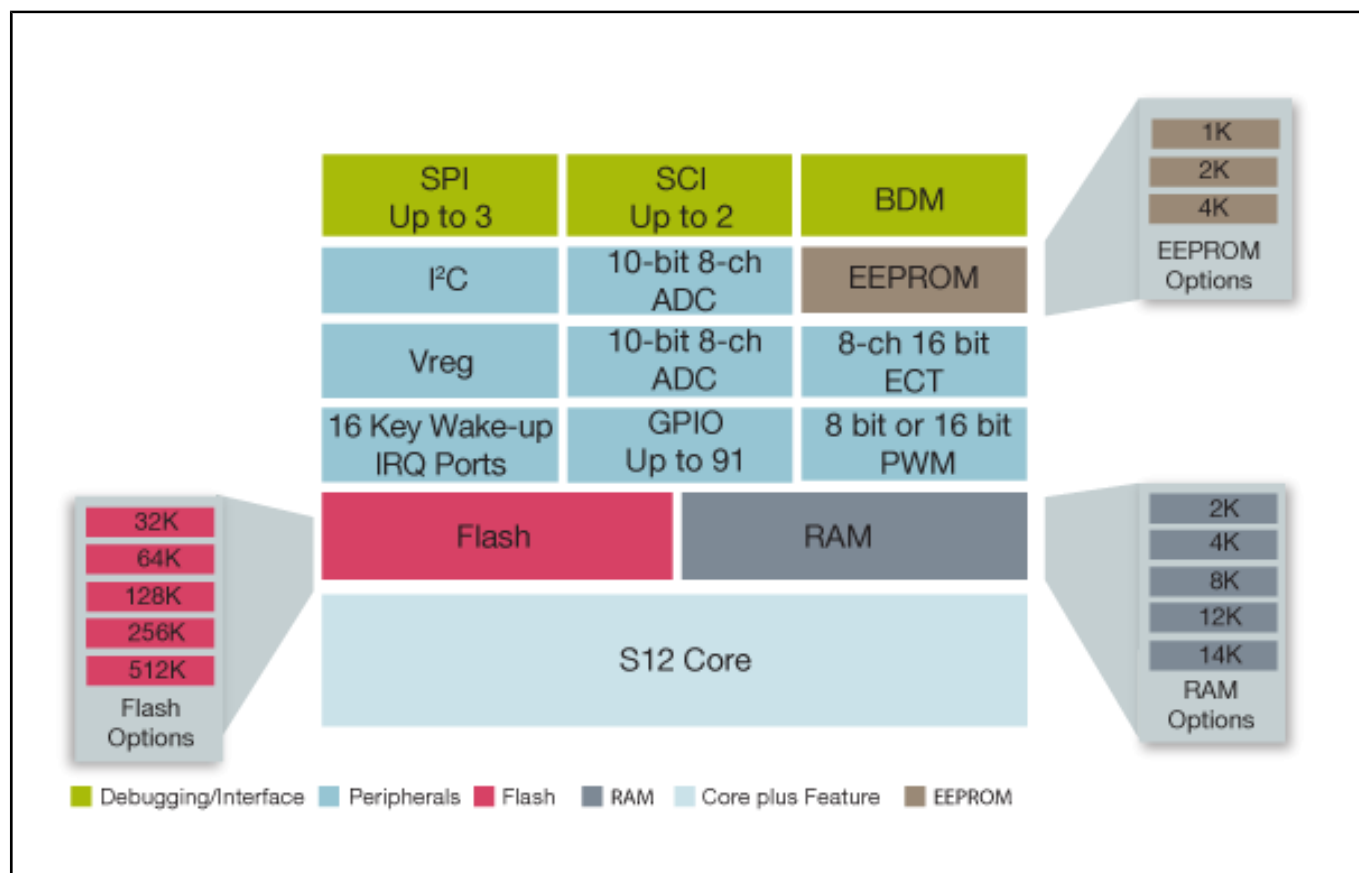 SPI
Up to 3
SCI
Up to 2
BDM
I²C
10-bit 8-ch
ADC
EEPROM
Vreg
10-bit 8-ch
ADC
8-ch 16 bit
ECT
16 Key Wake-up
IRQ Ports
GPIO
Up to 91
8 bit or 16 bit
PWM
Flash
RAM
S12 Core
1K
2K
4K
EEPROM
Options
32K
64K
128K
256K
512K
Flash
Options
2K
4K
8K
12K
14K
RAM
Options
Debugging/Interface
Peripherals
Flash
RAM
Core plus Feature
EEPROM